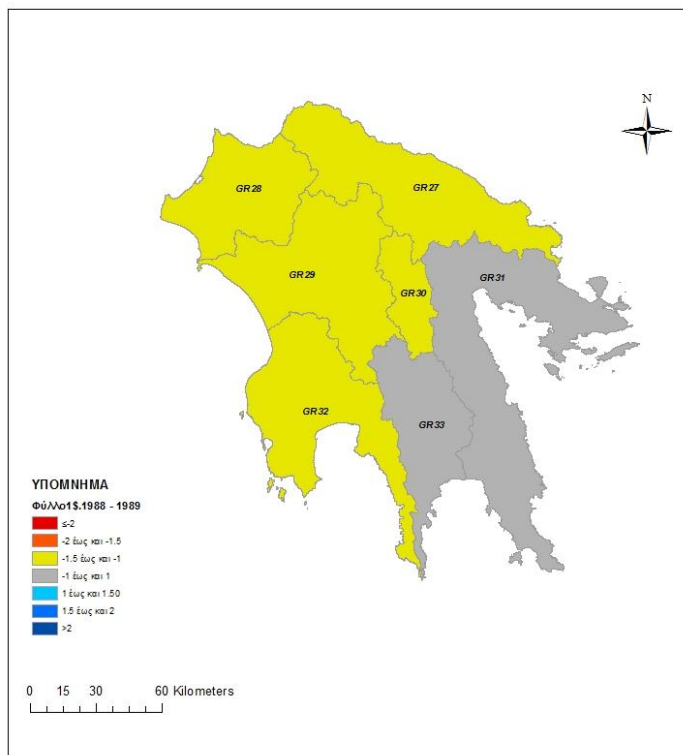 N
GR28
GR27
GR29
GR31
GR30
GR32
GR33
ΥΠΟΜΝΗΜΑ
Φύλλο1$.1988 - 1989
≤-2
-2 έως και -1.5
-1.5 έως και -1
-1 έως και 1
1 έως και 1.50
1.5 έως και 2
>2
0 15 30 60 Kilometers